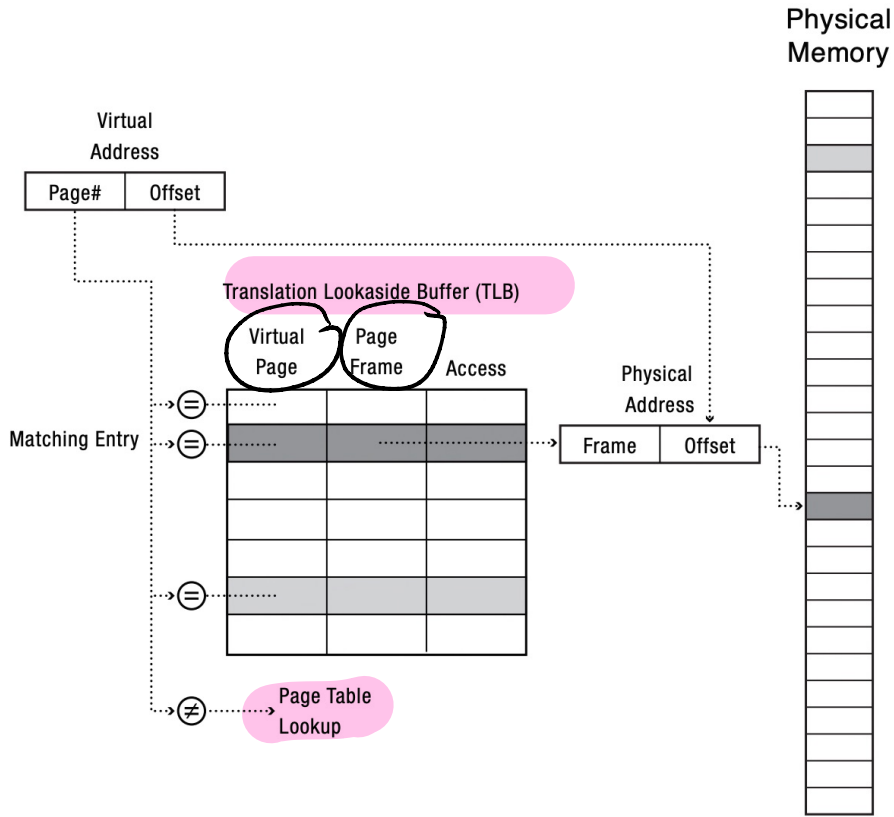 Physical
Memory
Virtual
Address
Page# Offset
Translation Lookaside Buffer (TLB)
Virtual
Page
Page
Frame
Access
Physical
Address
=
Matching Entry
=
Frame Offset
=
≠
Page Table
Lookup